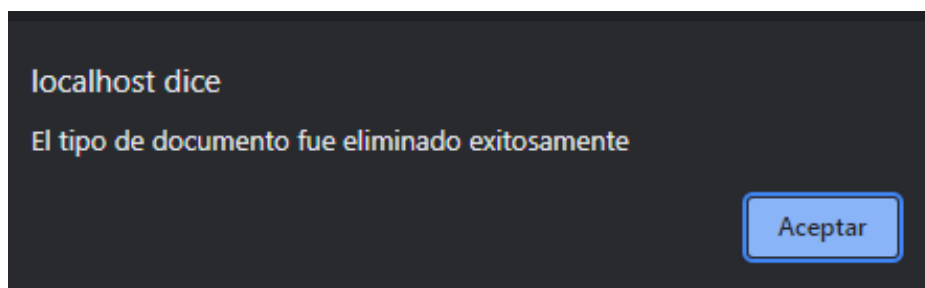 localhost dice
El tipo de documento fue eliminado exitosamente
Aceptar